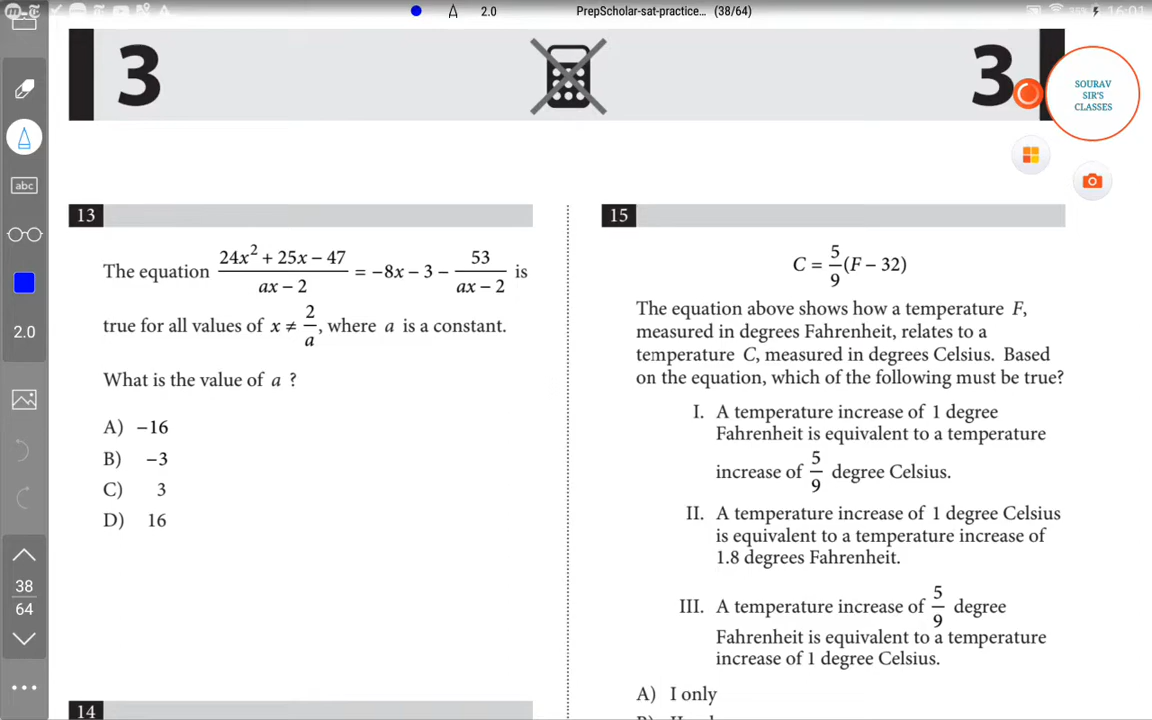 2.0 PrepScholar-sat-practice... (38/64) 16:01
3 3
SOURAV
SIR'S
CLASSES
abc
2.0
38
64
13
The equation (24x² + 25x − 47)/(ax − 2) = −8x − 3 − 53/(ax − 2) is
true for all values of x ≠ 2/a, where a is a constant.
What is the value of a ?
A) −16
B) −3
C) 3
D) 16
14
15
C = 5/9 (F − 32)
The equation above shows how a temperature F,
measured in degrees Fahrenheit, relates to a
temperature C, measured in degrees Celsius. Based
on the equation, which of the following must be true?
I. A temperature increase of 1 degree
Fahrenheit is equivalent to a temperature
increase of 5/9 degree Celsius.
II. A temperature increase of 1 degree Celsius
is equivalent to a temperature increase of
1.8 degrees Fahrenheit.
III. A temperature increase of 5/9 degree
Fahrenheit is equivalent to a temperature
increase of 1 degree Celsius.
A) I only